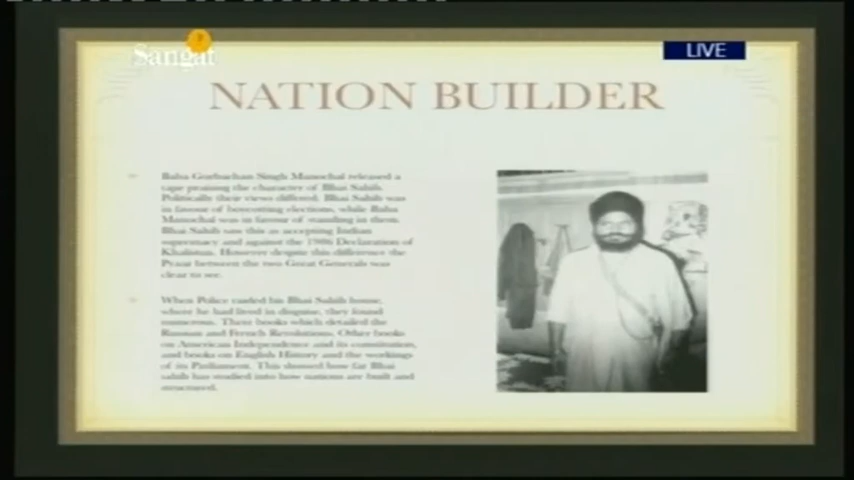 Sangat
LIVE
NATION BUILDER
Baba Gurbachan Singh Manochal released a
tape praising the character of Bhai Sahib.
Politically their views differed. Bhai Sahib was
in favour of boycotting elections, while Baba
Manochal was in favour of standing in them.
Bhai Sahib saw this as accepting Indian
supremacy and against the 1986 Declaration of
Khalistan. However despite this difference the
Pyaar between the two Great Generals was
clear to see.
When Police raided his Bhai Sahib house,
where he had lived in disguise, they found
numerous. There books which detailed the
Russian and French Revolutions. Other books
on American Independence and its constitution,
and books on English History and the workings
of its Parliament. This showed how far Bhai
sahib has studied into how nations are built and
structured.